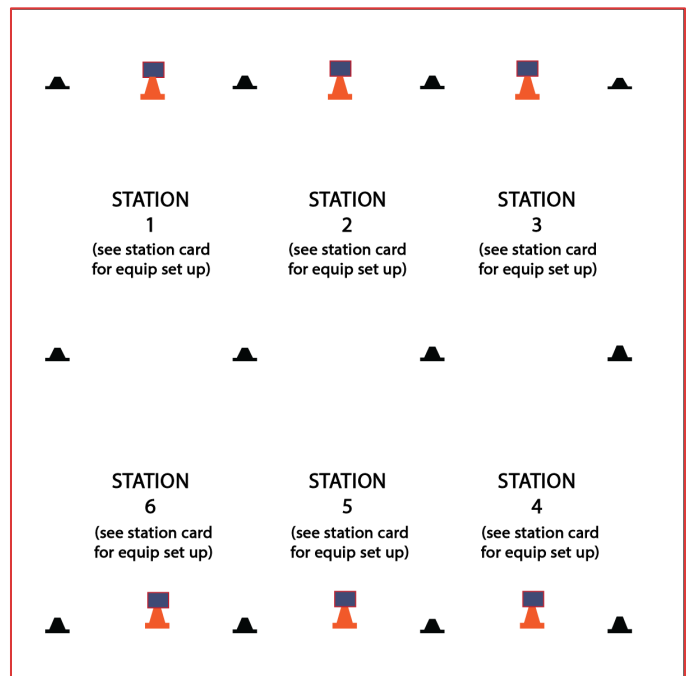 STATION
1
(see station card
for equip set up)
STATION
2
(see station card
for equip set up)
STATION
3
(see station card
for equip set up)
STATION
6
(see station card
for equip set up)
STATION
5
(see station card
for equip set up)
STATION
4
(see station card
for equip set up)